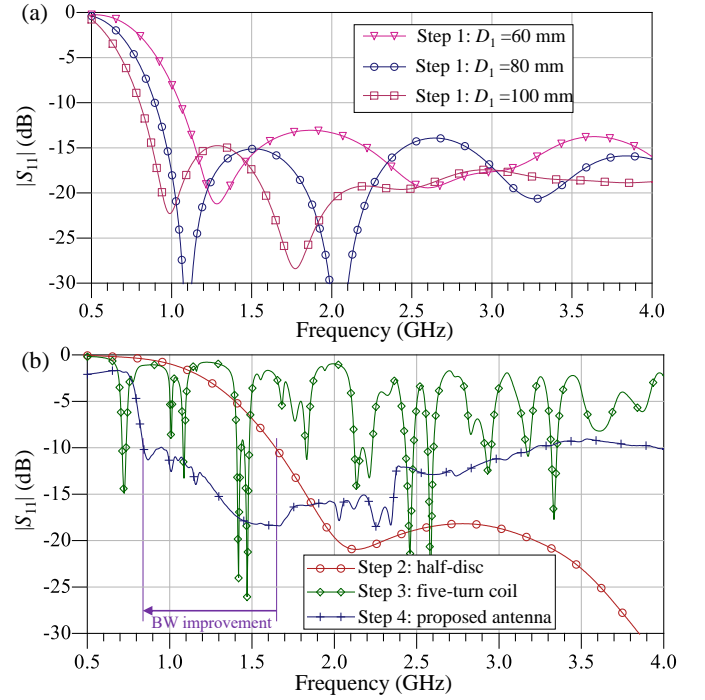 (a)
0
-5
-10
-15
-20
-25
-30
|S11| (dB)
Step 1: D1 =60 mm
Step 1: D1 =80 mm
Step 1: D1 =100 mm
0.5 1.0 1.5 2.0 2.5 3.0 3.5 4.0
Frequency (GHz)
(b)
0
-5
-10
-15
-20
-25
-30
|S11| (dB)
Step 2: half-disc
Step 3: five-turn coil
Step 4: proposed antenna
BW improvement
0.5 1.0 1.5 2.0 2.5 3.0 3.5 4.0
Frequency (GHz)